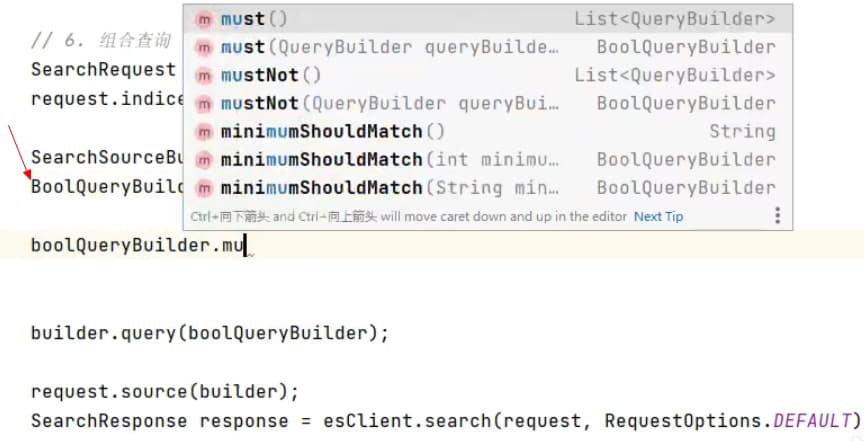 // 6. 组合查询
SearchRequest
request.indice
SearchSourceBu
BoolQueryBuild
must() List<QueryBuilder>
must(QueryBuilder queryBuilde… BoolQueryBuilder
mustNot() List<QueryBuilder>
mustNot(QueryBuilder queryBui… BoolQueryBuilder
minimumShouldMatch() String
minimumShouldMatch(int minimu… BoolQueryBuilder
minimumShouldMatch(String min… BoolQueryBuilder
Ctrl+向下箭头 and Ctrl+向上箭头 will move caret down and up in the editor Next Tip
boolQueryBuilder.mu
builder.query(boolQueryBuilder);
request.source(builder);
SearchResponse response = esClient.search(request, RequestOptions.DEFAULT)